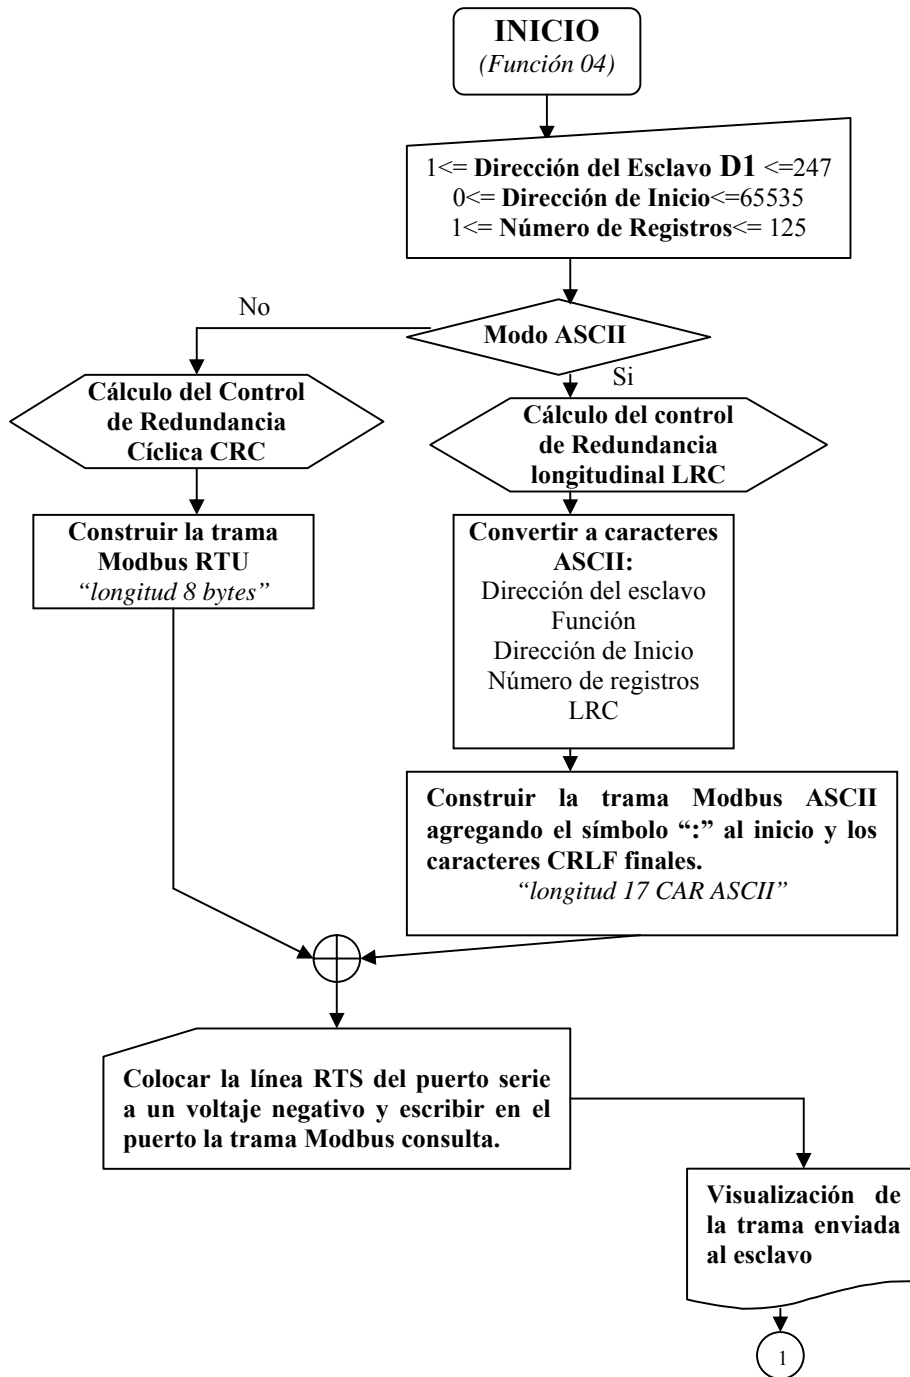 INICIO
(Función 04)
1<= Dirección del Esclavo D1 <=247
0<= Dirección de Inicio<=65535
1<= Número de Registros<= 125
No
Modo ASCII
Si
Cálculo del Control
de Redundancia
Cíclica CRC
Cálculo del control
de Redundancia
longitudinal LRC
Construir la trama
Modbus RTU
“longitud 8 bytes”
Convertir a caracteres
ASCII:
Dirección del esclavo
Función
Dirección de Inicio
Número de registros
LRC
Construir la trama Modbus ASCII
agregando el símbolo “:” al inicio y los
caracteres CRLF finales.
“longitud 17 CAR ASCII”
Colocar la línea RTS del puerto serie
a un voltaje negativo y escribir en el
puerto la trama Modbus consulta.
Visualización de
la trama enviada
al esclavo
1